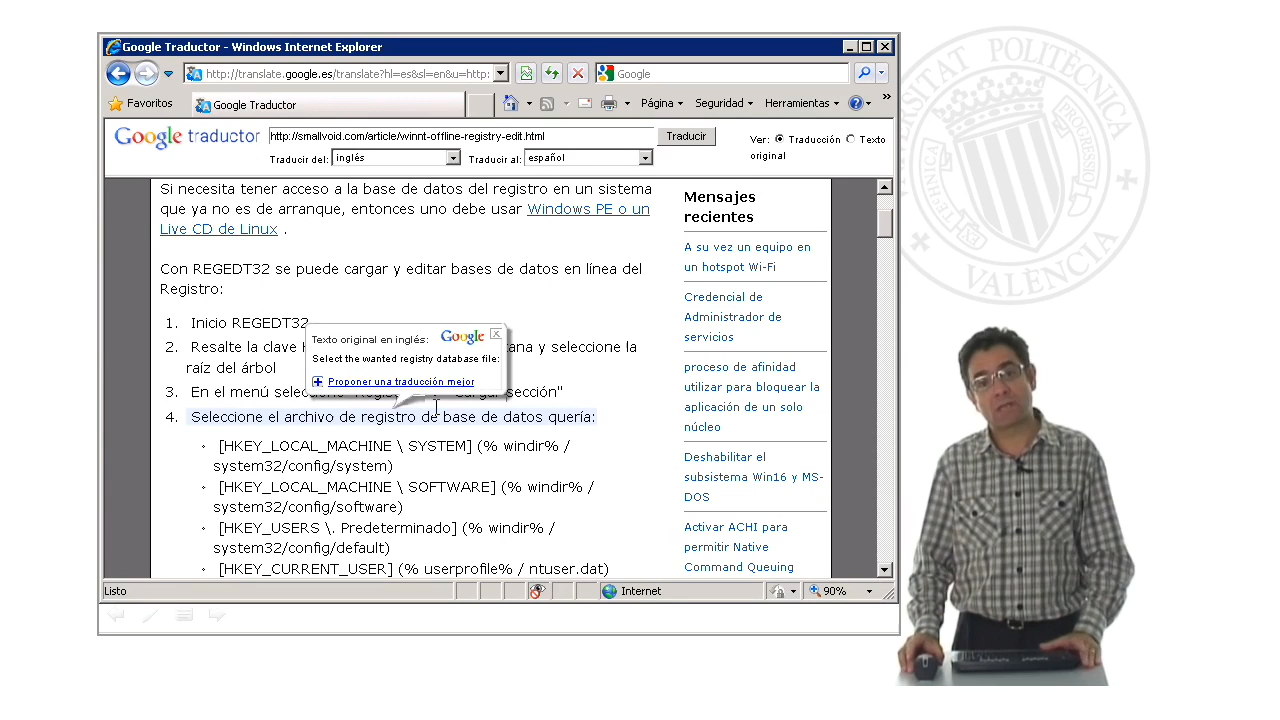 Google Traductor - Windows Internet Explorer
http://translate.google.es/translate?hl=es&sl=en&u=http:
Google
Favoritos
Google Traductor
Página
Seguridad
Herramientas
»
Google traductor
http://smallvoid.com/article/winnt-offline-registry-edit.html
Traducir
Ver: Traducción Texto
original
Traducir del: inglés
Traducir al: español
Si necesita tener acceso a la base de datos del registro en un sistema
que ya no es de arranque, entonces uno debe usar Windows PE o un
Live CD de Linux .
Con REGEDT32 se puede cargar y editar bases de datos en línea del
Registro:
1. Inicio REGEDT32
2. Resalte la clave tana y seleccione la
raíz del árbol
3. En el menú sección"
4. Seleccione el archivo de registro de base de datos quería:
[HKEY_LOCAL_MACHINE \ SYSTEM] (% windir% /
system32/config/system)
[HKEY_LOCAL_MACHINE \ SOFTWARE] (% windir% /
system32/config/software)
[HKEY_USERS \. Predeterminado] (% windir% /
system32/config/default)
[HKEY_CURRENT_USER] (% userprofile% / ntuser.dat)
Texto original en inglés:
Google
Select the wanted registry database file:
Proponer una traducción mejor
Mensajes
recientes
A su vez un equipo en
un hotspot Wi-Fi
Credencial de
Administrador de
servicios
proceso de afinidad
utilizar para bloquear la
aplicación de un solo
núcleo
Deshabilitar el
subsistema Win16 y MS-
DOS
Activar ACHI para
permitir Native
Command Queuing
Listo
Internet
90%
UNIVERSITAT POLITÈCNICA
VALÈNCIA